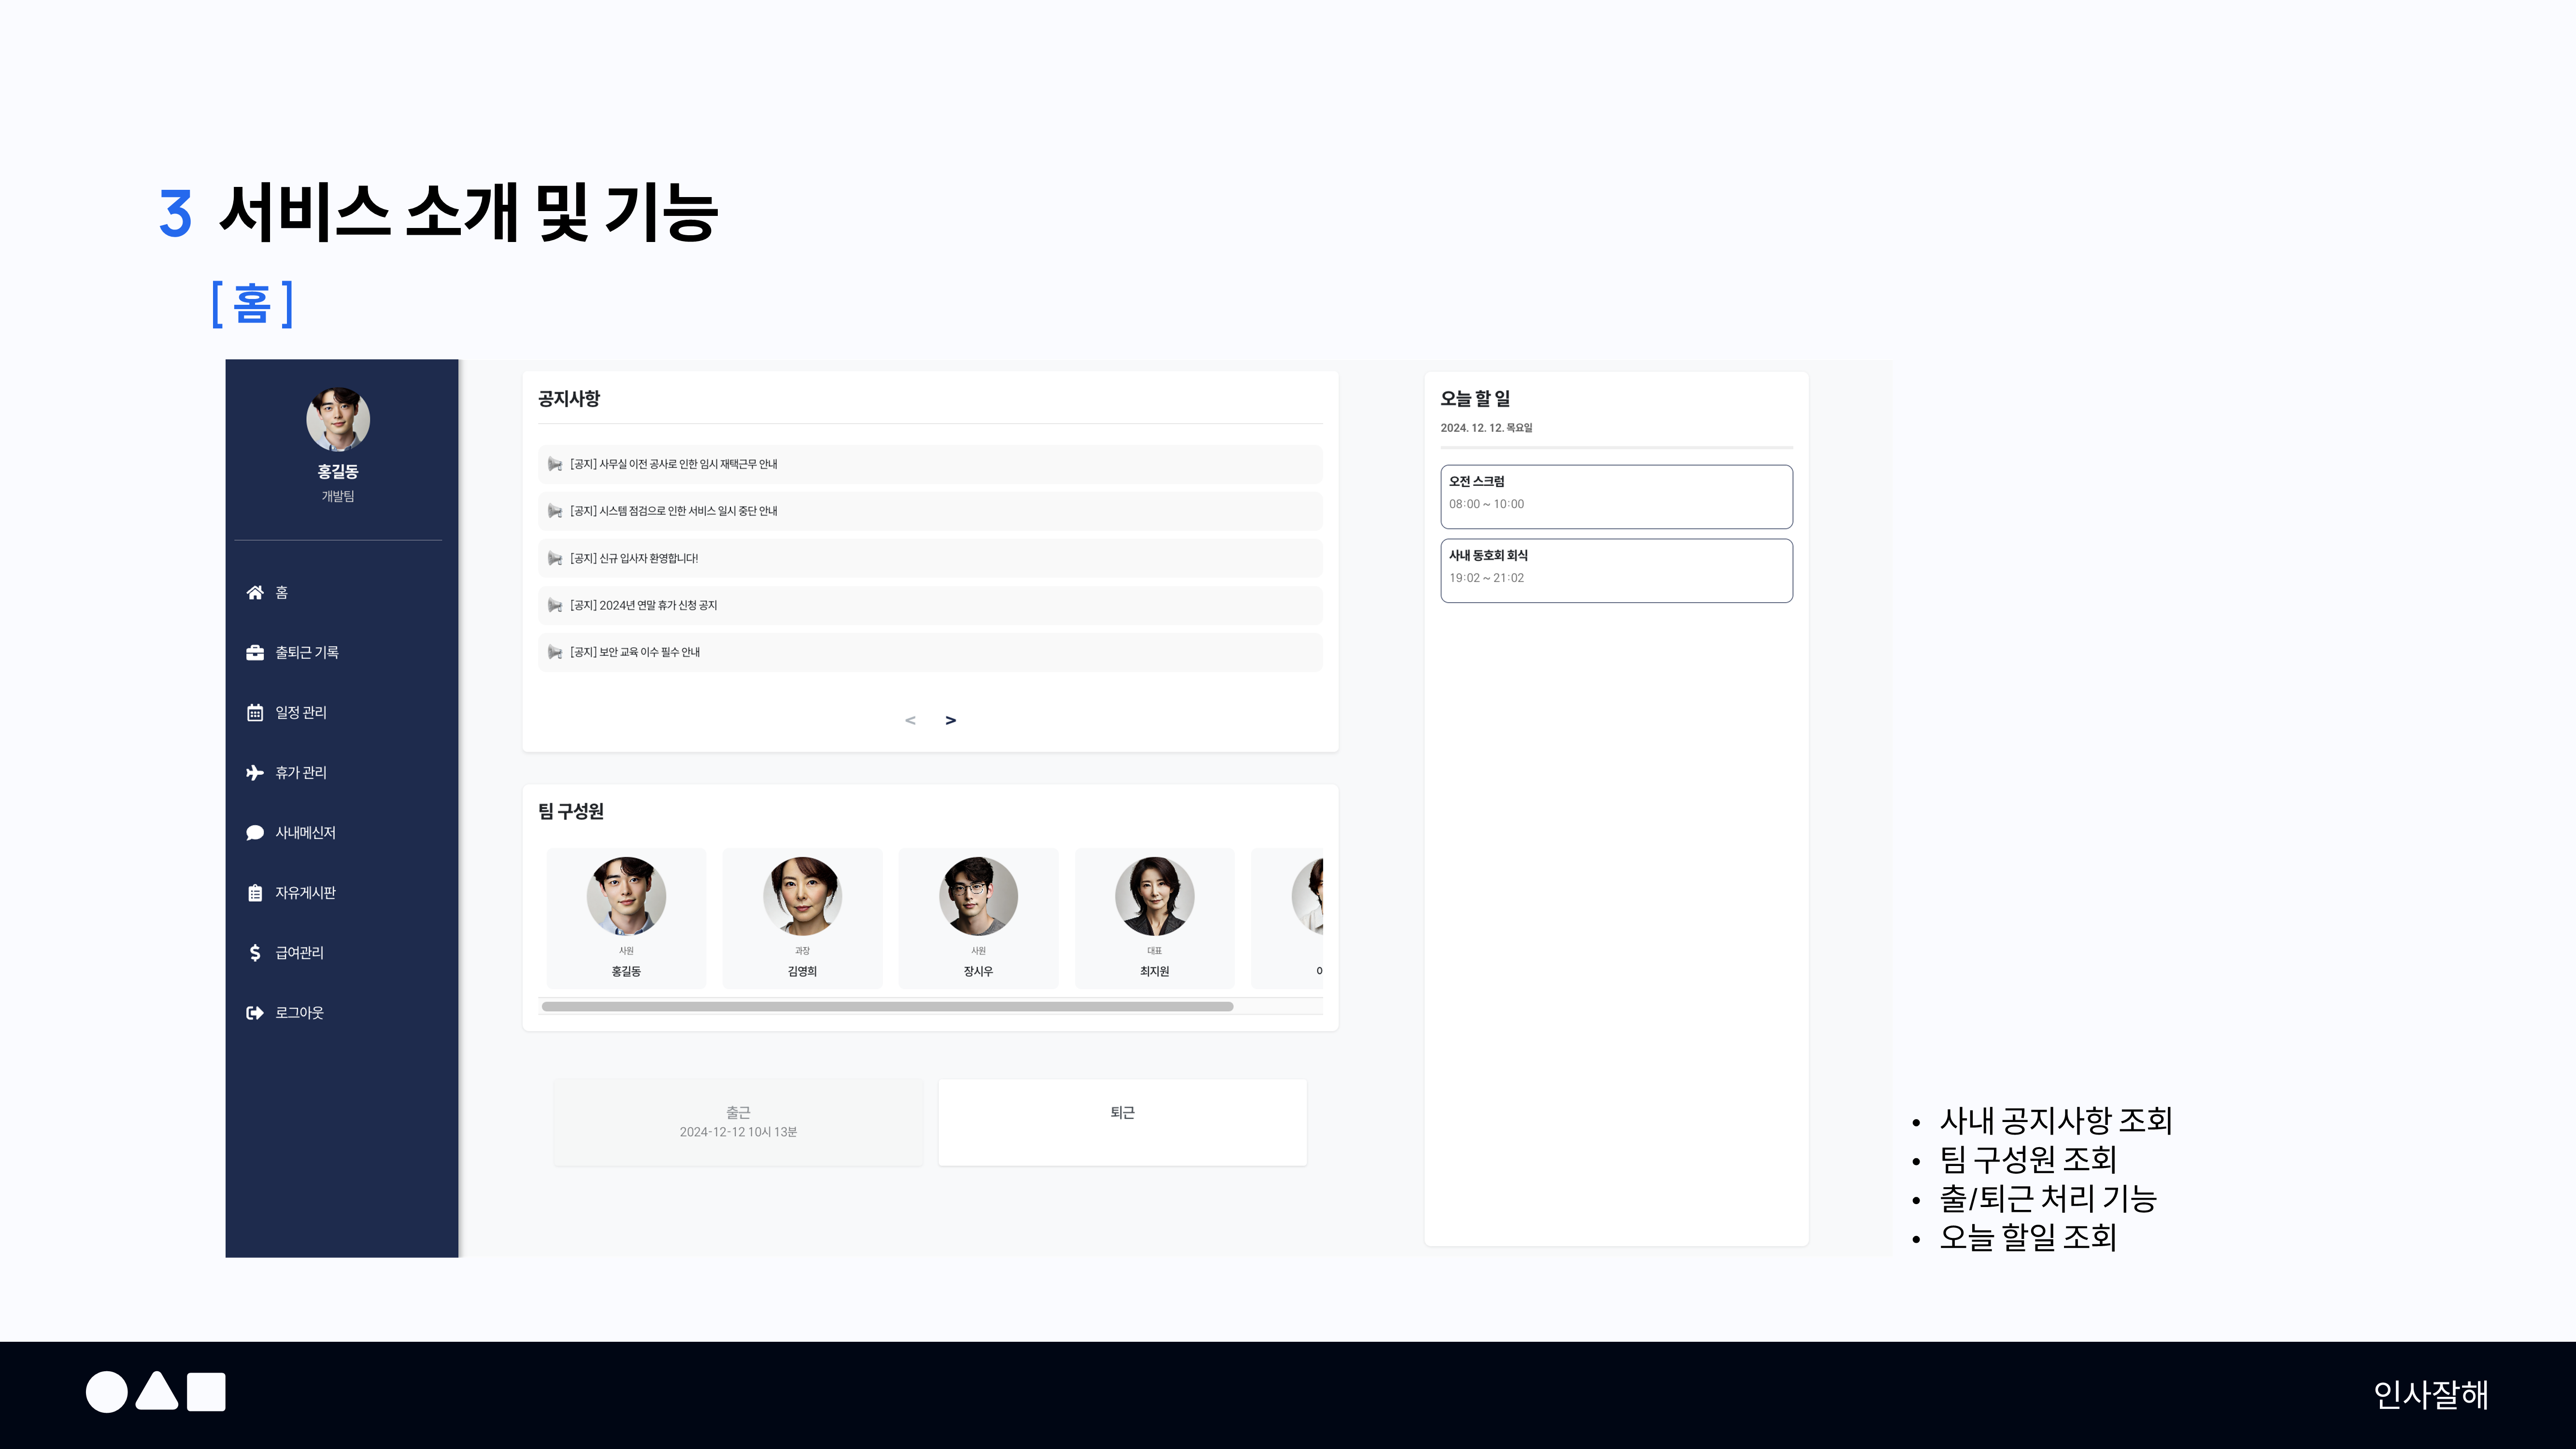 3 서비스 소개 및 기능
[ 홈 ]
홍길동
개발팀
홈
출퇴근 기록
일정 관리
휴가 관리
사내메신저
자유게시판
급여관리
로그아웃
공지사항
[공지] 사무실 이전 공사로 인한 임시 재택근무 안내
[공지] 시스템 점검으로 인한 서비스 일시 중단 안내
[공지] 신규 입사자 환영합니다!
[공지] 2024년 연말 휴가 신청 공지
[공지] 보안 교육 이수 필수 안내
< >
팀 구성원
사원
홍길동
과장
김영희
사원
장시우
대표
최지원
출근
2024-12-12 10시 13분
퇴근
오늘 할 일
2024. 12. 12. 목요일
오전 스크럼
08:00 ~ 10:00
사내 동호회 회식
19:02 ~ 21:02
• 사내 공지사항 조회
• 팀 구성원 조회
• 출/퇴근 처리 기능
• 오늘 할일 조회
인사잘해